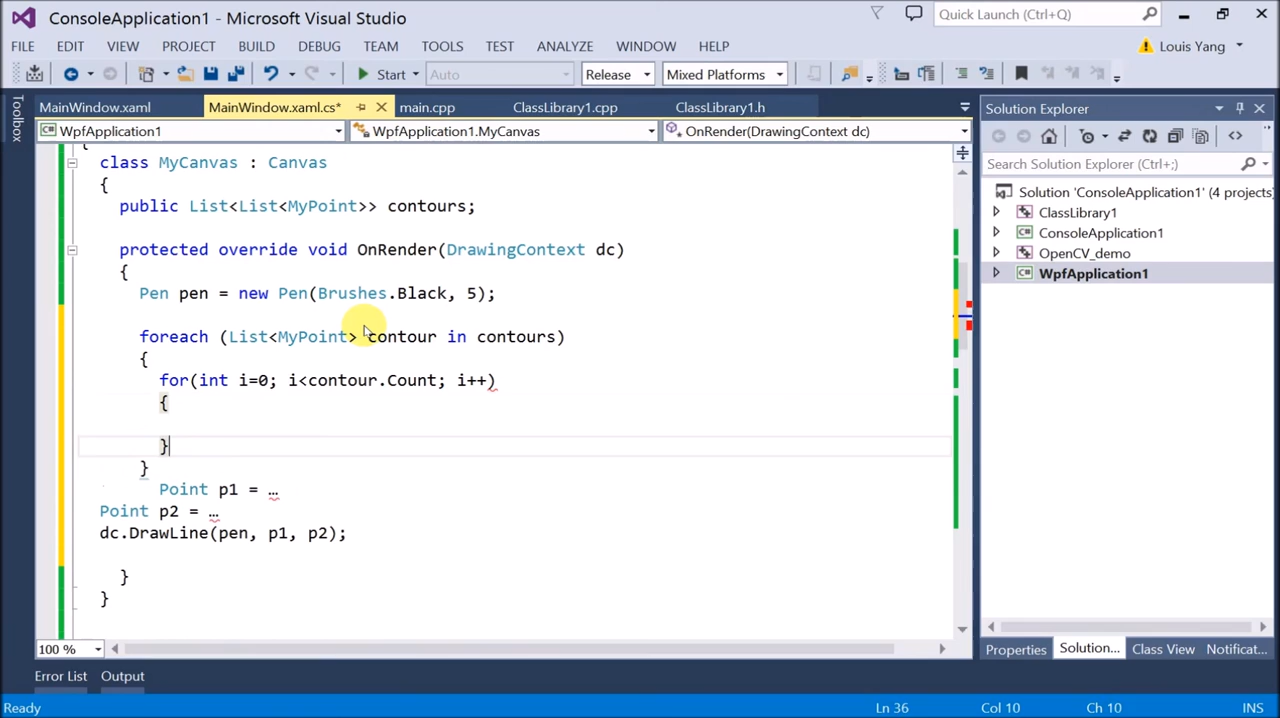 ConsoleApplication1 - Microsoft Visual Studio
Quick Launch (Ctrl+;)
FILE EDIT VIEW PROJECT BUILD DEBUG TEAM TOOLS TEST ANALYZE WINDOW HELP Louis Yang
Start Auto Release Mixed Platforms
Toolbox
MainWindow.xaml MainWindow.xaml.cs* main.cpp ClassLibrary1.cpp ClassLibrary1.h
WpfApplication1 WpfApplication1.MyCanvas OnRender(DrawingContext dc)
{
class MyCanvas : Canvas
{
public List<List<MyPoint>> contours;
protected override void OnRender(DrawingContext dc)
{
Pen pen = new Pen(Brushes.Black, 5);
foreach (List<MyPoint> contour in contours)
{
for(int i=0; i<contour.Count; i++)
{
}
}
Point p1 = …
Point p2 = …
dc.DrawLine(pen, p1, p2);
}
}
100 %
Solution Explorer
Search Solution Explorer (Ctrl+;)
Solution 'ConsoleApplication1' (4 projects)
ClassLibrary1
ConsoleApplication1
OpenCV_demo
WpfApplication1
Properties Solution... Class View Notificat...
Error List Output
Ready Ln 36 Col 10 Ch 10 INS